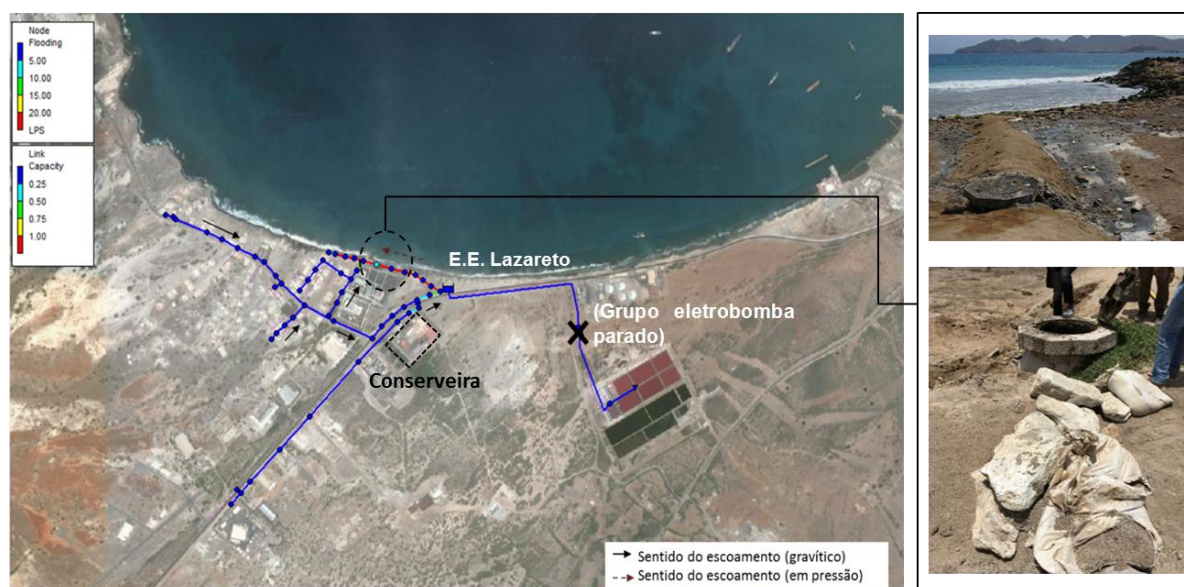 Node
Flooding
5.00
10.00
15.00
20.00
LPS
Link
Capacity
0.25
0.50
0.75
1.00
E.E. Lazareto
(Grupo eletrobomba
parado)
Conserveira
Sentido do escoamento (gravítico)
Sentido do escoamento (em pressão)